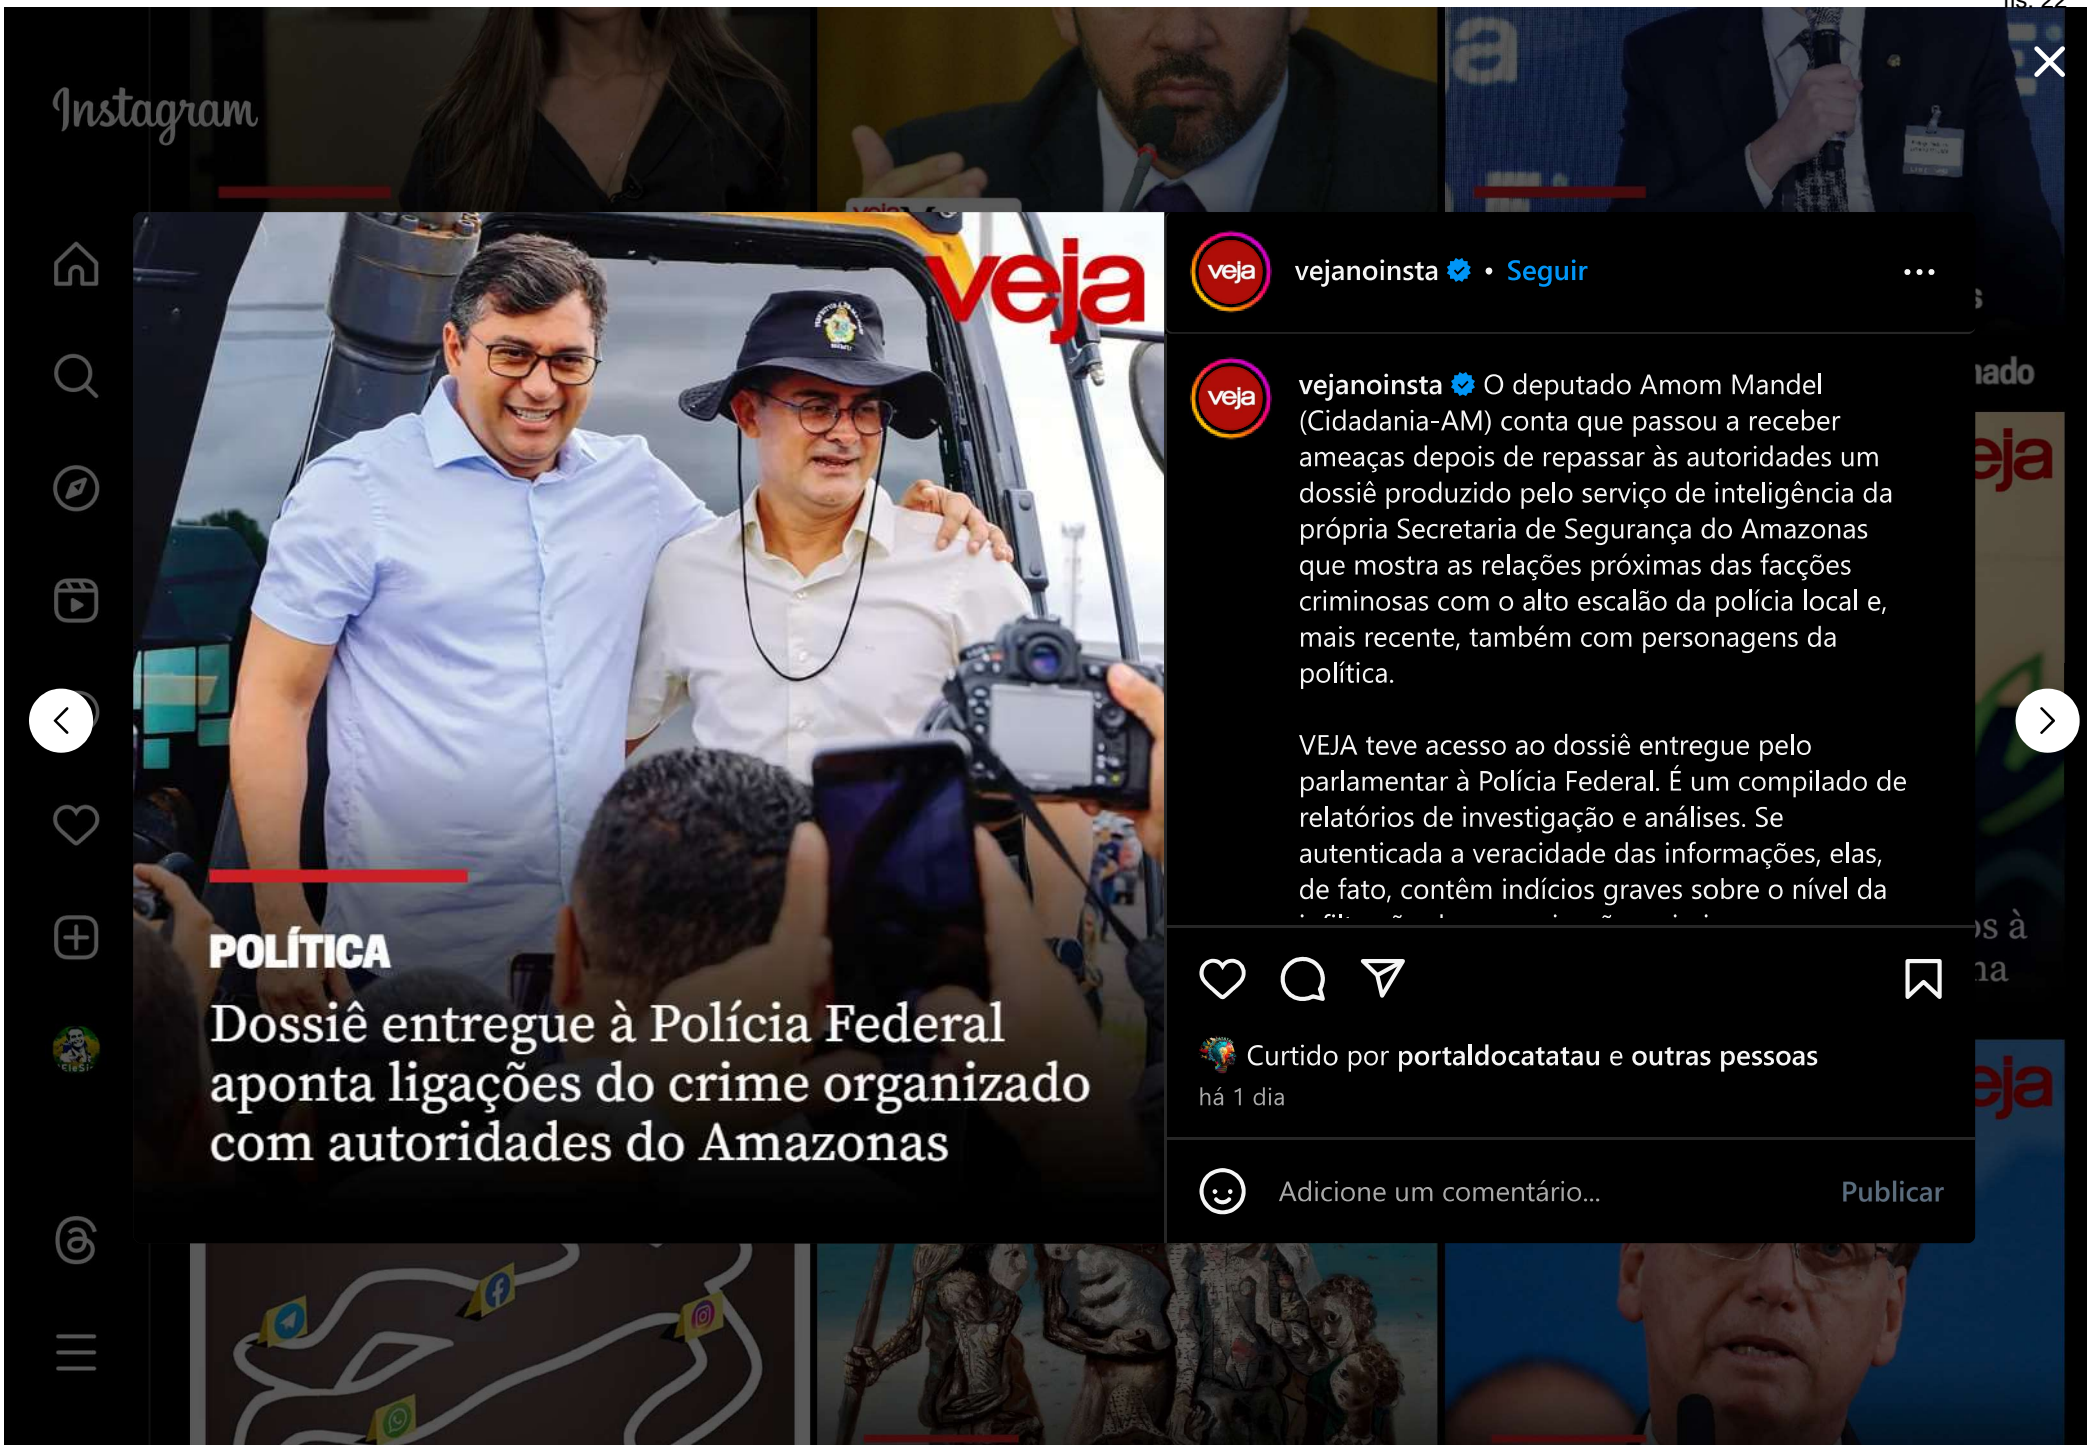 fls. 22
Instagram
veja
POLÍTICA
Dossiê entregue à Polícia Federal
aponta ligações do crime organizado
com autoridades do Amazonas
veja
vejanoinsta • Seguir
veja
vejanoinsta O deputado Amom Mandel
(Cidadania-AM) conta que passou a receber
ameaças depois de repassar às autoridades um
dossiê produzido pelo serviço de inteligência da
própria Secretaria de Segurança do Amazonas
que mostra as relações próximas das facções
criminosas com o alto escalão da polícia local e,
mais recente, também com personagens da
política.
VEJA teve acesso ao dossiê entregue pelo
parlamentar à Polícia Federal. É um compilado de
relatórios de investigação e análises. Se
autenticada a veracidade das informações, elas,
de fato, contêm indícios graves sobre o nível da
Curtido por portaldocatatau e outras pessoas
há 1 dia
Adicione um comentário...
Publicar